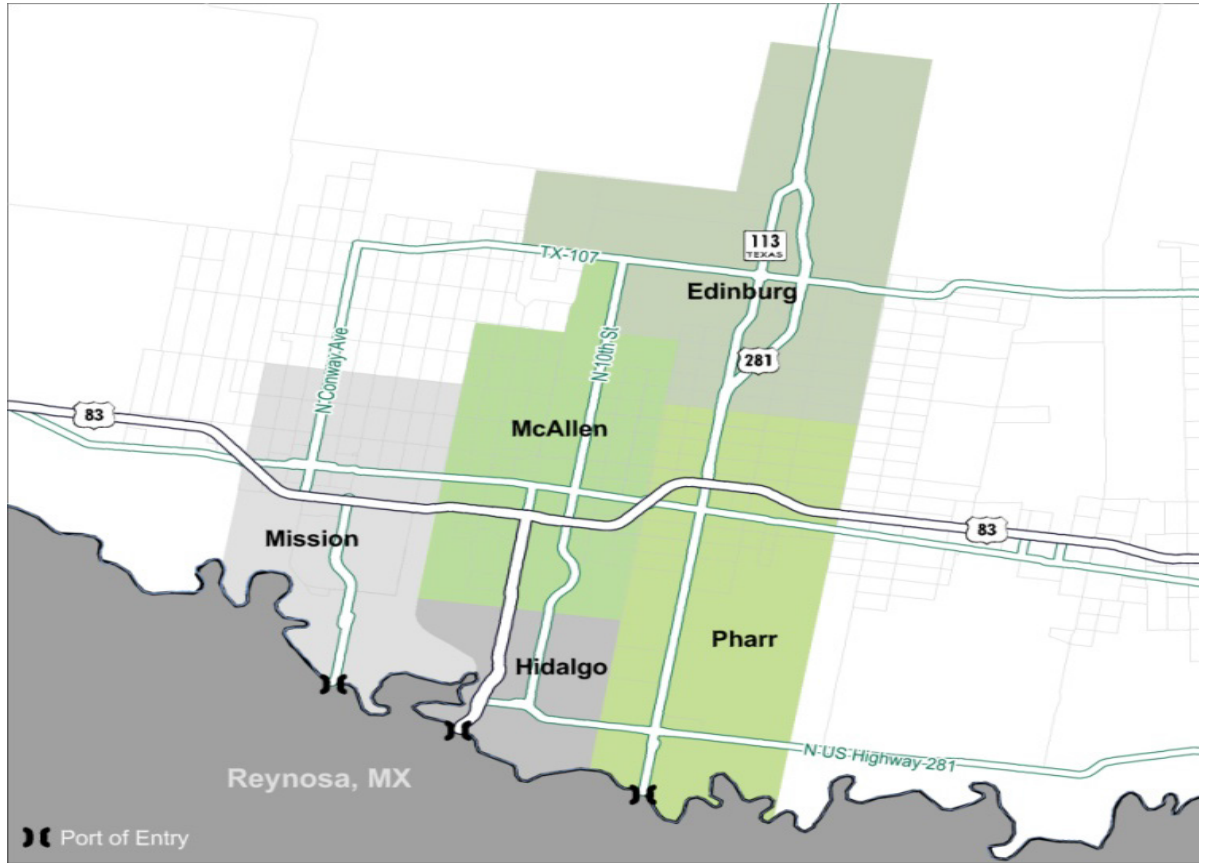 113
TEXAS
TX-107
Edinburg
N 10th St
N Conway Ave
281
83
McAllen
83
Mission
Pharr
Hidalgo
N US Highway 281
Reynosa, MX
Port of Entry